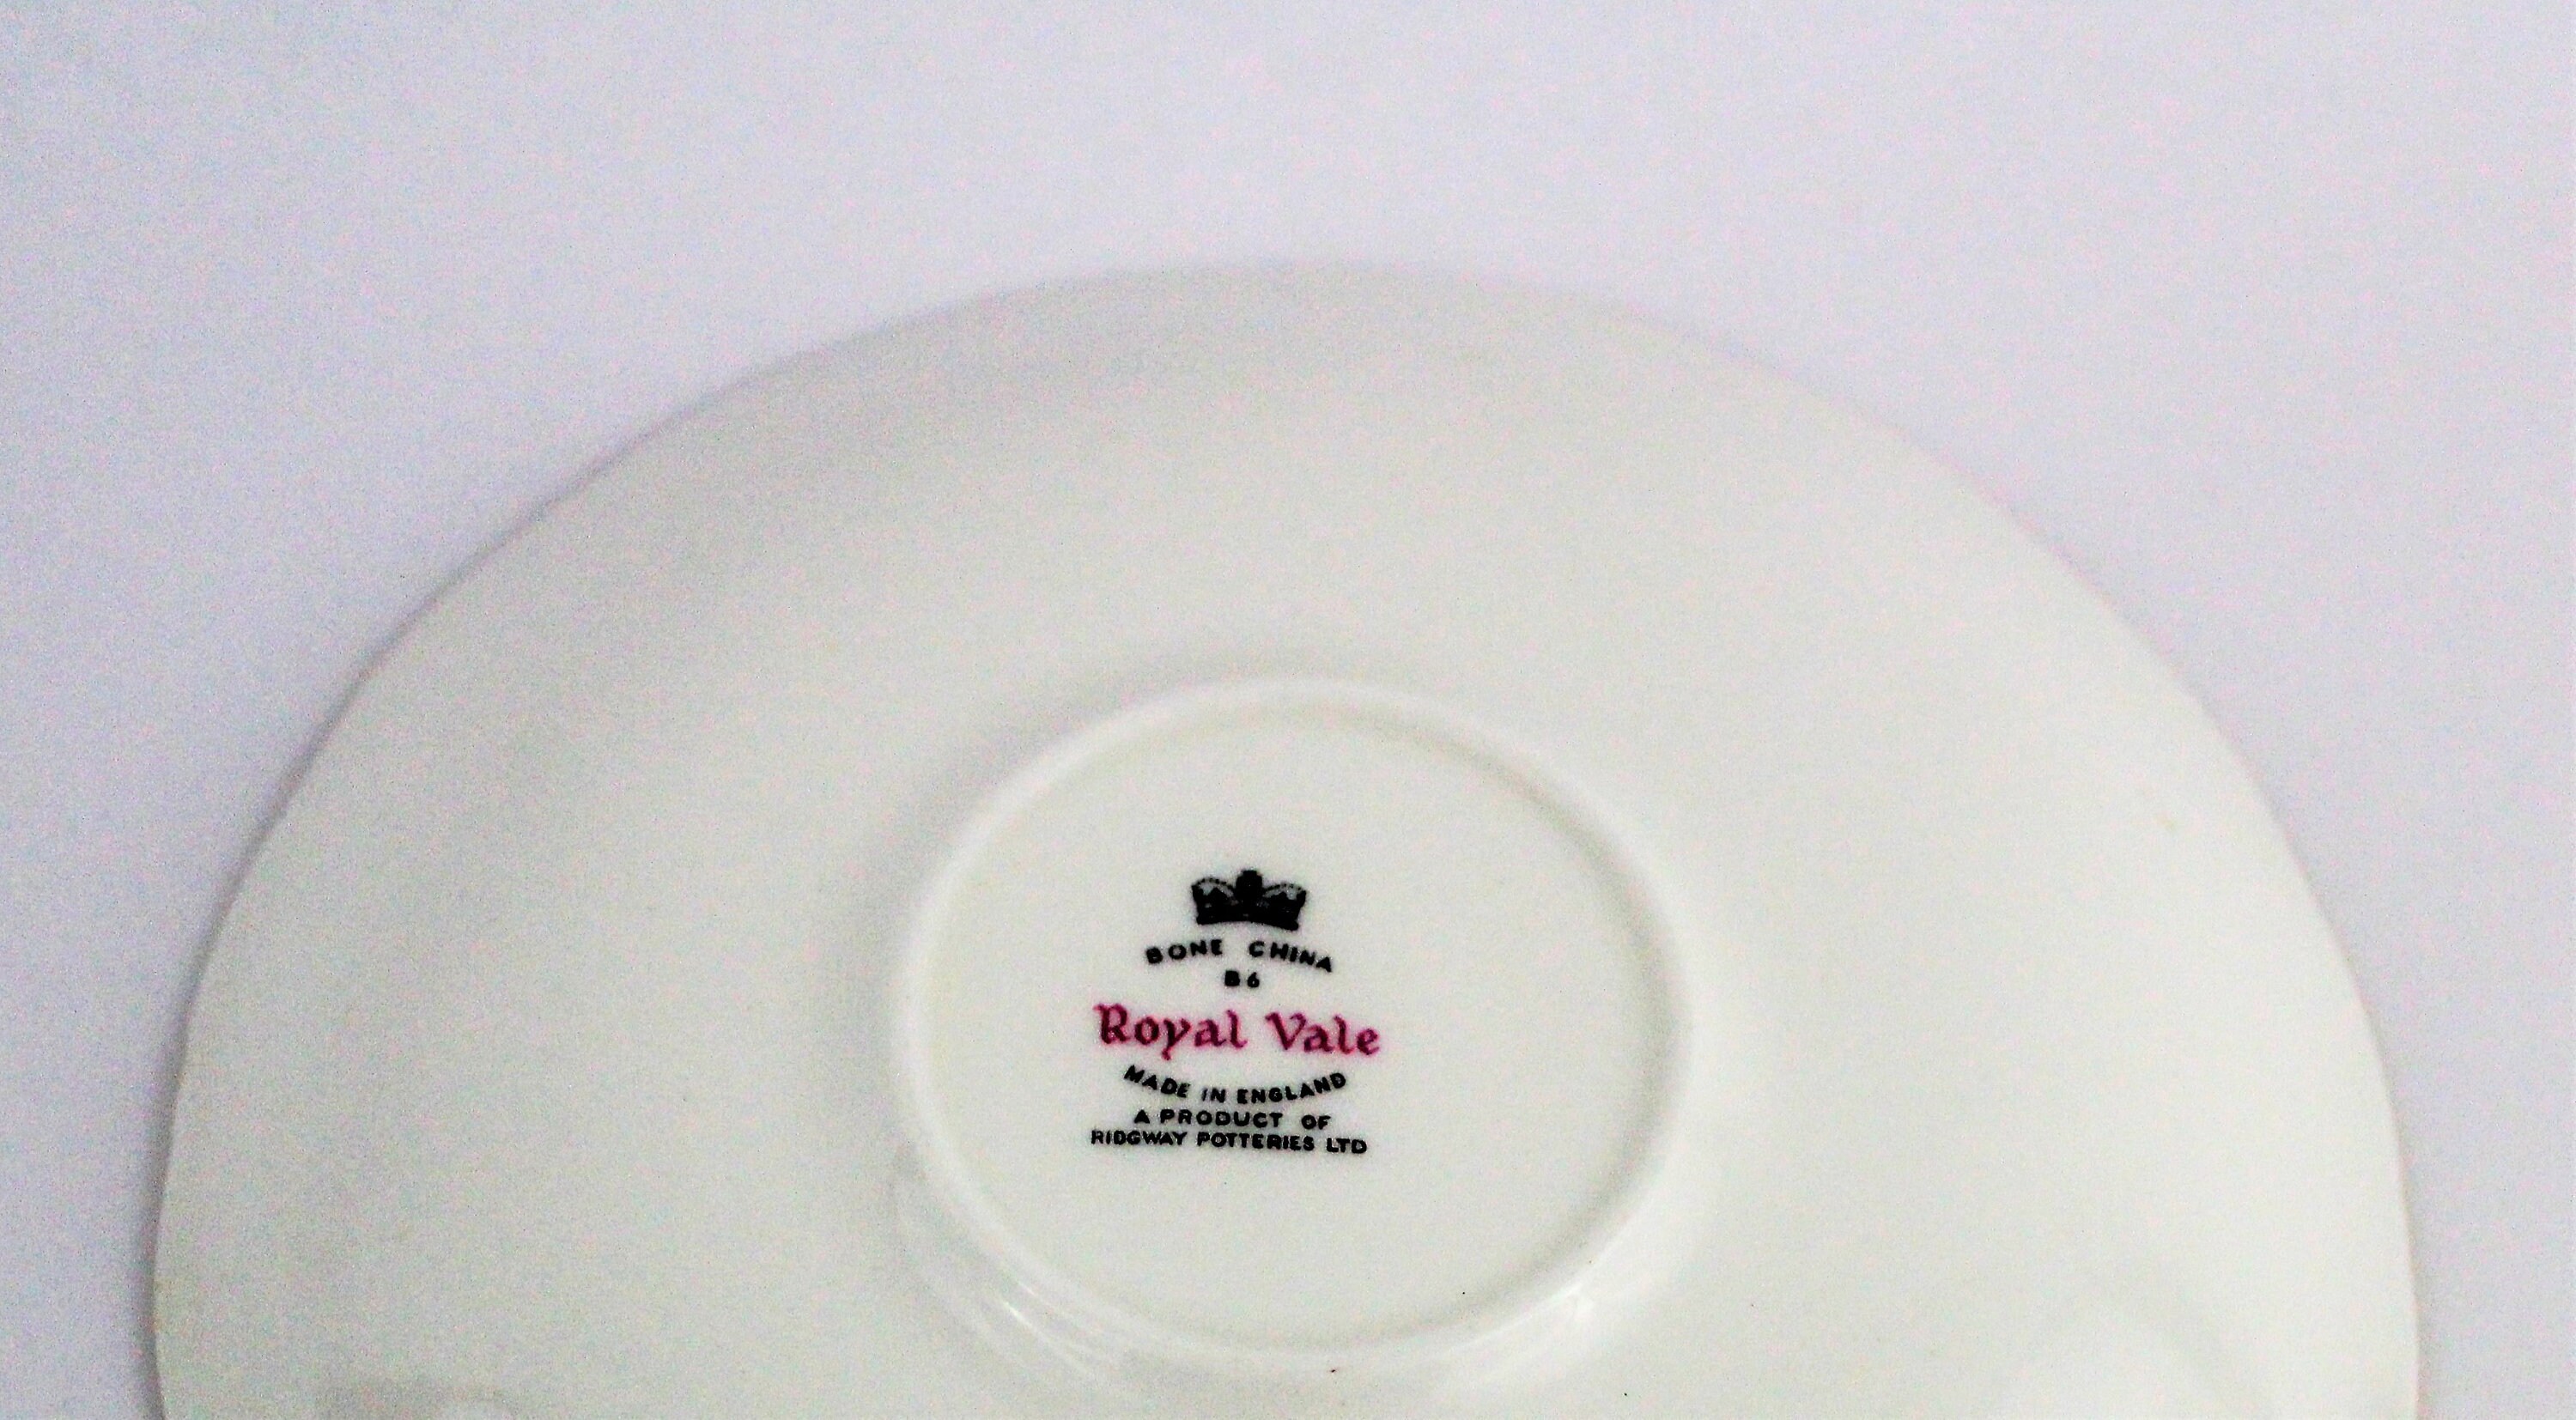 BONE CHINA
B6
Royal Vale
MADE IN ENGLAND
A PRODUCT OF
RIDGWAY POTTERIES LTD